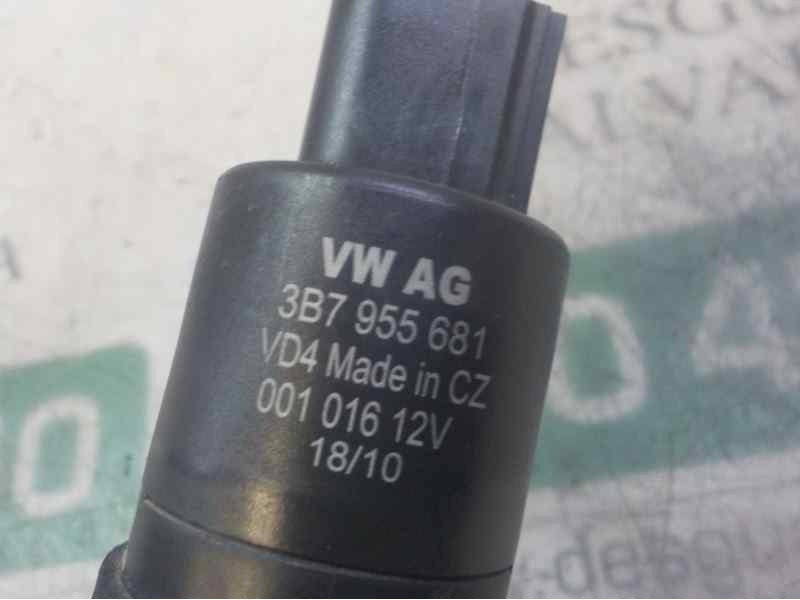 VW AG
3B7 955 681
VD4 Made in CZ
001 016 12V
18/10